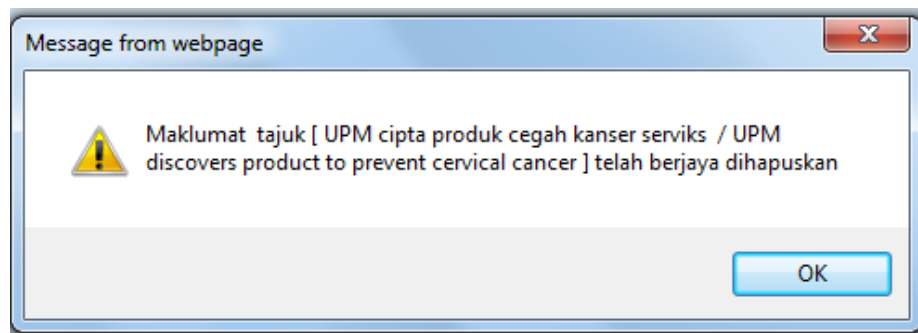 Message from webpage
Maklumat tajuk [ UPM cipta produk cegah kanser serviks / UPM
discovers product to prevent cervical cancer ] telah berjaya dihapuskan
OK